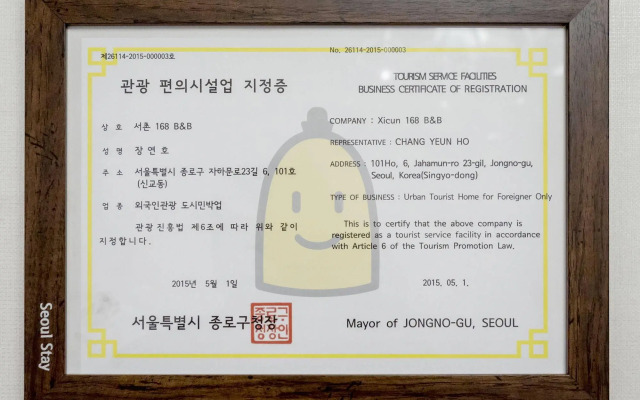 제26114-2015-000003호
관광 편의시설업 지정증
상 호 서촌 168 B&B
성 명 장 연 호
주 소 서울특별시 종로구 자하문로23길 6, 101호
(신교동)
업 종 외국인관광 도시민박업
관광진흥법 제6조에 따라 위와 같이
지정합니다.
2015년 5월 1일
서울특별시 종로구청장
종로구
청장인
No. 26114-2015-000003
TOURISM SERVICE FACILITIES
BUSINESS CERTIFICATE OF REGISTRATION
COMPANY : Xicun 168 B&B
REPRESENTATIVE : CHANG YEUN HO
ADDRESS : 101Ho, 6, Jahamun-ro 23-gil, Jongno-gu,
Seoul, Korea(Singyo-dong)
TYPE OF BUSINESS : Urban Tourist Home for Foreigner Only
This is to certify that the above company is
registered as a tourist service facility in accordance
with Article 6 of the Tourism Promotion Law.
2015. 05. 1.
Mayor of JONGNO-GU, SEOUL
Seoul Stay